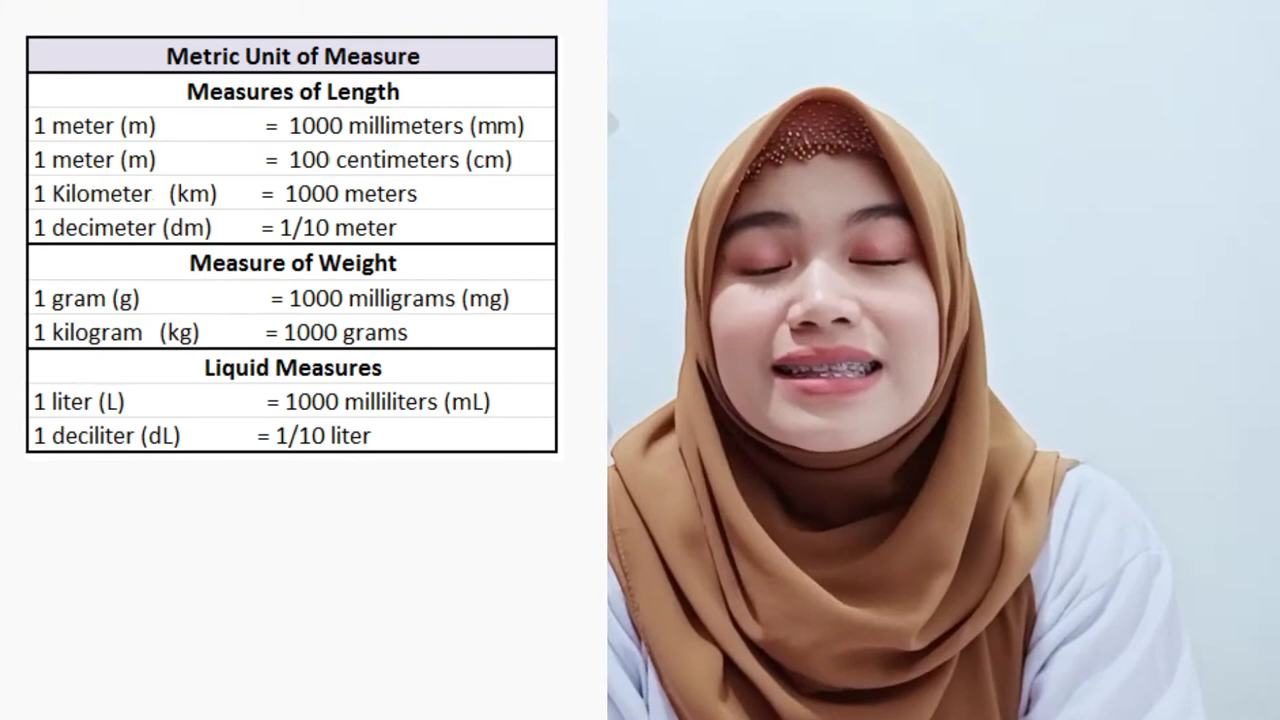 Metric Unit of Measure
Measures of Length
1 meter (m) = 1000 millimeters (mm)
1 meter (m) = 100 centimeters (cm)
1 Kilometer (km) = 1000 meters
1 decimeter (dm) = 1/10 meter
Measure of Weight
1 gram (g) = 1000 milligrams (mg)
1 kilogram (kg) = 1000 grams
Liquid Measures
1 liter (L) = 1000 milliliters (mL)
1 deciliter (dL) = 1/10 liter